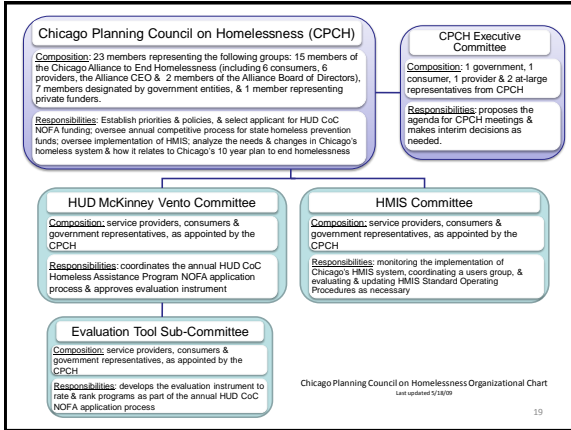 Chicago Planning Council on Homelessness (CPCH)
Composition: 23 members representing the following groups: 15 members of
the Chicago Alliance to End Homelessness (including 6 consumers, 6
providers, the Alliance CEO & 2 members of the Alliance Board of Directors),
7 members designated by government entities, & 1 member representing
private funders.
Responsibilities: Establish priorities & policies, & select applicant for HUD CoC
NOFA funding; oversee annual competitive process for state homeless prevention
funds; oversee implementation of HMIS; analyze the needs & changes in Chicago's
homeless system & how it relates to Chicago's 10 year plan to end homelessness
CPCH Executive
Committee
Composition: 1 government, 1
consumer, 1 provider & 2 at-large
representatives from CPCH
Responsibilities: proposes the
agenda for CPCH meetings &
makes interim decisions as
needed.
HUD McKinney Vento Committee
Composition: service providers, consumers &
government representatives, as appointed by the
CPCH
Responsibilities: coordinates the annual HUD CoC
Homeless Assistance Program NOFA application
process & approves evaluation instrument
HMIS Committee
Composition: service providers, consumers &
government representatives, as appointed by the
CPCH
Responsibilities: monitoring the implementation of
Chicago's HMIS system, coordinating a users group, &
evaluating & updating HMIS Standard Operating
Procedures as necessary
Evaluation Tool Sub-Committee
Composition: service providers, consumers &
government representatives, as appointed by the
CPCH
Responsibilities: develops the evaluation instrument to
rate & rank programs as part of the annual HUD CoC
NOFA application process
Chicago Planning Council on Homelessness Organizational Chart
Last updated 5/18/09
19